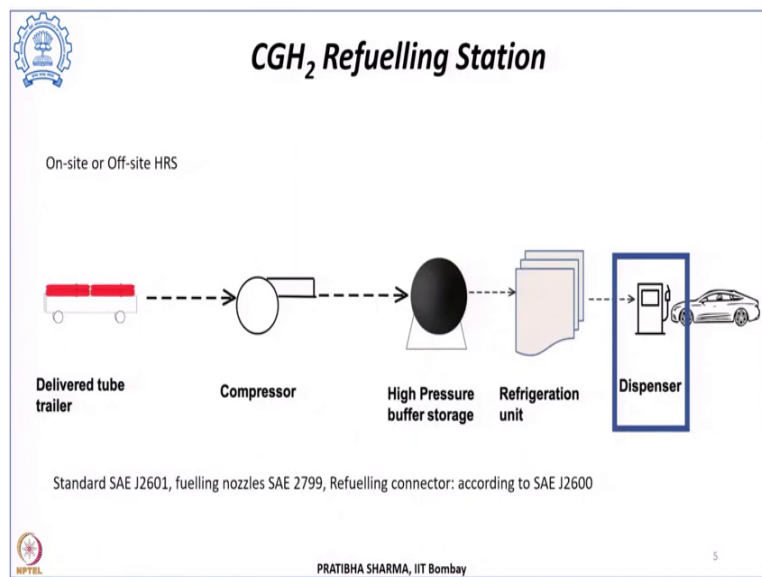 CGH2 Refuelling Station
On-site or Off-site HRS
Delivered tube
trailer
Compressor
High Pressure
buffer storage
Refrigeration
unit
Dispenser
Standard SAE J2601, fuelling nozzles SAE 2799, Refuelling connector: according to SAE J2600
NPTEL
PRATIBHA SHARMA, IIT Bombay
5